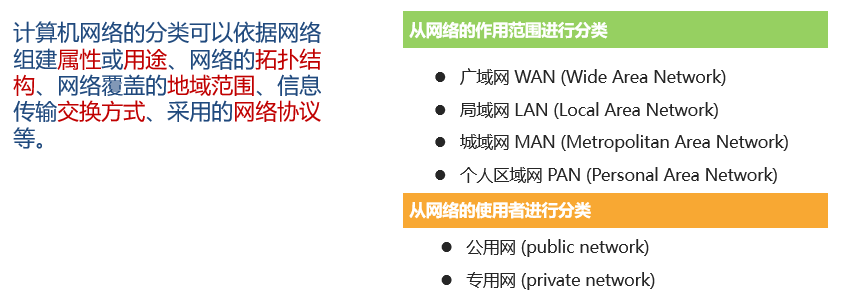 计算机网络的分类可以依据网络
组建属性或用途、网络的拓扑结
构、网络覆盖的地域范围、信息
传输交换方式、采用的网络协议
等。
从网络的作用范围进行分类
● 广域网 WAN (Wide Area Network)
● 局域网 LAN (Local Area Network)
● 城域网 MAN (Metropolitan Area Network)
● 个人区域网 PAN (Personal Area Network)
从网络的使用者进行分类
● 公用网 (public network)
● 专用网 (private network)